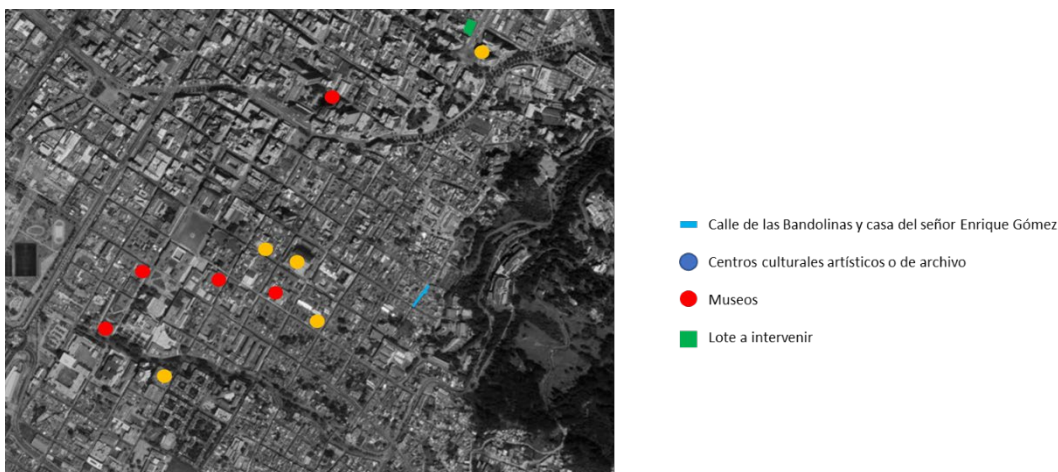 Calle de las Bandolinas y casa del señor Enrique Gómez
Centros culturales artísticos o de archivo
Museos
Lote a intervenir